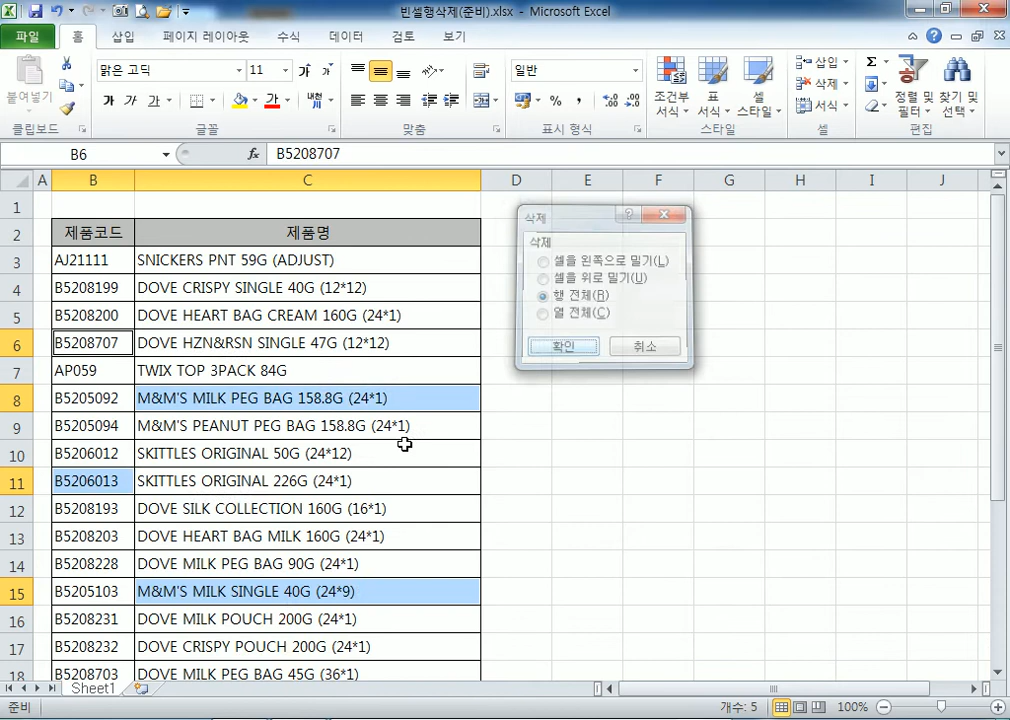 빈셀행삭제(준비).xlsx - Microsoft Excel
파일 홈 삽입 페이지 레이아웃 수식 데이터 검토 보기
붙여넣기
클립보드
맑은 고딕 11
가 가
가 가 가 가 내천
글꼴
맞춤
일반
% ,
표시 형식
조건부 서식
표 서식
셀 스타일
스타일
삽입
삭제
서식
셀
Σ
정렬 및 필터
찾기 및 선택
편집
B6 fx B5208707
A B C D E F G H I J
1
2 제품코드 제품명
3 AJ21111 SNICKERS PNT 59G (ADJUST)
4 B5208199 DOVE CRISPY SINGLE 40G (12*12)
5 B5208200 DOVE HEART BAG CREAM 160G (24*1)
6 B5208707 DOVE HZN&RSN SINGLE 47G (12*12)
7 AP059 TWIX TOP 3PACK 84G
8 B5205092 M&M'S MILK PEG BAG 158.8G (24*1)
9 B5205094 M&M'S PEANUT PEG BAG 158.8G (24*1)
10 B5206012 SKITTLES ORIGINAL 50G (24*12)
11 B5206013 SKITTLES ORIGINAL 226G (24*1)
12 B5208193 DOVE SILK COLLECTION 160G (16*1)
13 B5208203 DOVE HEART BAG MILK 160G (24*1)
14 B5208228 DOVE MILK PEG BAG 90G (24*1)
15 B5205103 M&M'S MILK SINGLE 40G (24*9)
16 B5208231 DOVE MILK POUCH 200G (24*1)
17 B5208232 DOVE CRISPY POUCH 200G (24*1)
18 B5208703 DOVE MILK PEG BAG 45G (36*1)
삭제
삭제
셀을 왼쪽으로 밀기(L)
셀을 위로 밀기(U)
행 전체(R)
열 전체(C)
확인 취소
Sheet1
준비 개수: 5 100%